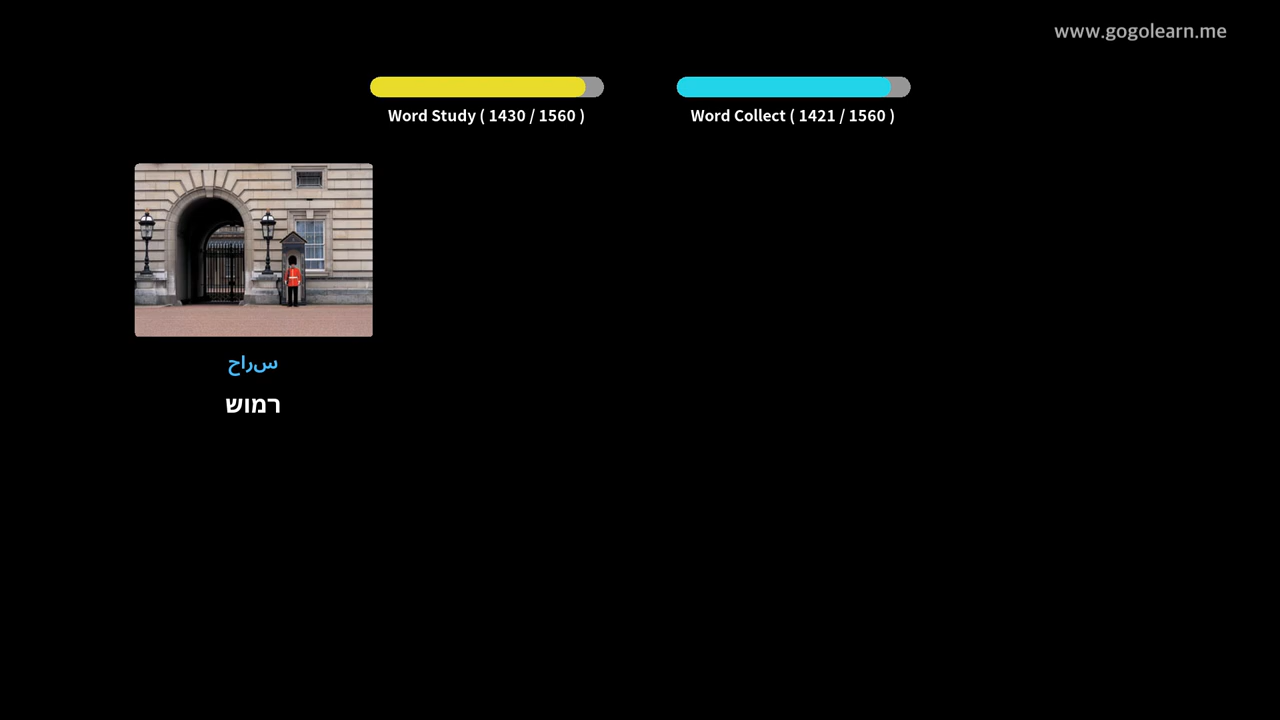 www.gogolearn.me
Word Study ( 1430 / 1560 )
Word Collect ( 1421 / 1560 )
سراح
רמוש